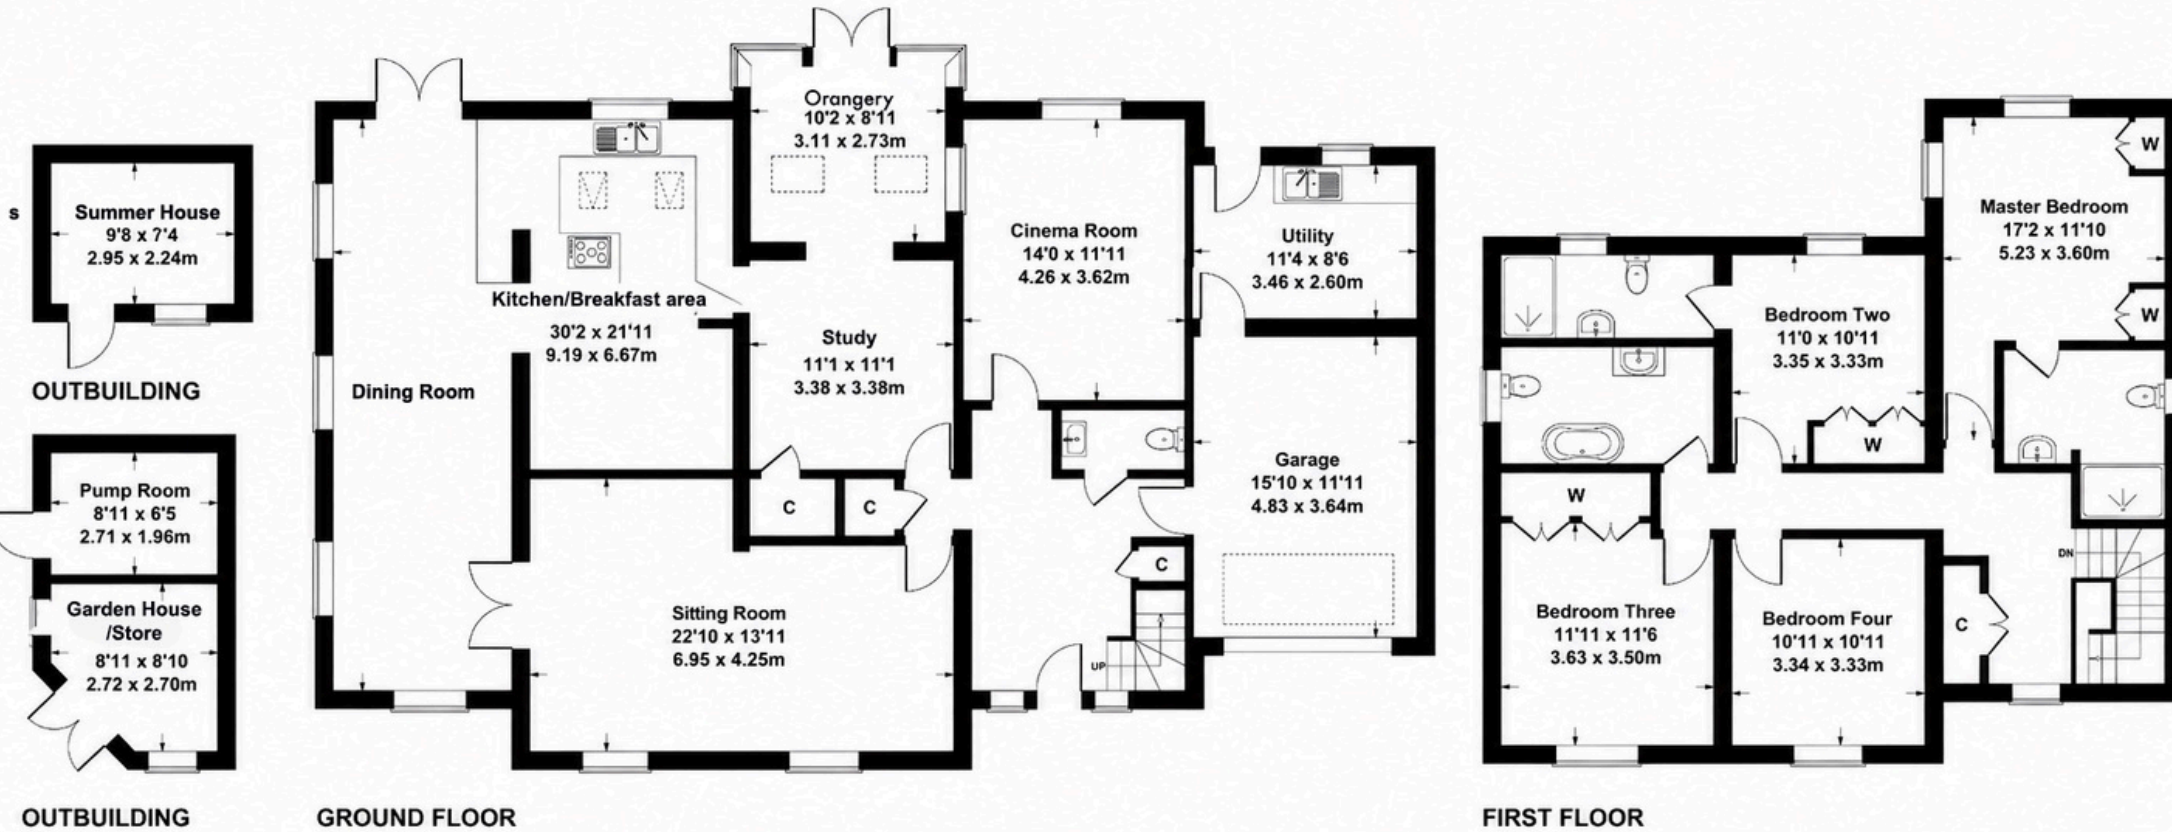 s
Summer House
9'8 x 7'4
2.95 x 2.24m
OUTBUILDING
Pump Room
8'11 x 6'5
2.71 x 1.96m
Garden House
/Store
8'11 x 8'10
2.72 x 2.70m
OUTBUILDING
Orangery
10'2 x 8'11
3.11 x 2.73m
Kitchen/Breakfast area
30'2 x 21'11
9.19 x 6.67m
Dining Room
Study
11'1 x 11'1
3.38 x 3.38m
Cinema Room
14'0 x 11'11
4.26 x 3.62m
Utility
11'4 x 8'6
3.46 x 2.60m
Garage
15'10 x 11'11
4.83 x 3.64m
C
C
C
Sitting Room
22'10 x 13'11
6.95 x 4.25m
UP
GROUND FLOOR
W
Master Bedroom
17'2 x 11'10
5.23 x 3.60m
W
Bedroom Two
11'0 x 10'11
3.35 x 3.33m
W
W
Bedroom Three
11'11 x 11'6
3.63 x 3.50m
Bedroom Four
10'11 x 10'11
3.34 x 3.33m
C
DN
FIRST FLOOR